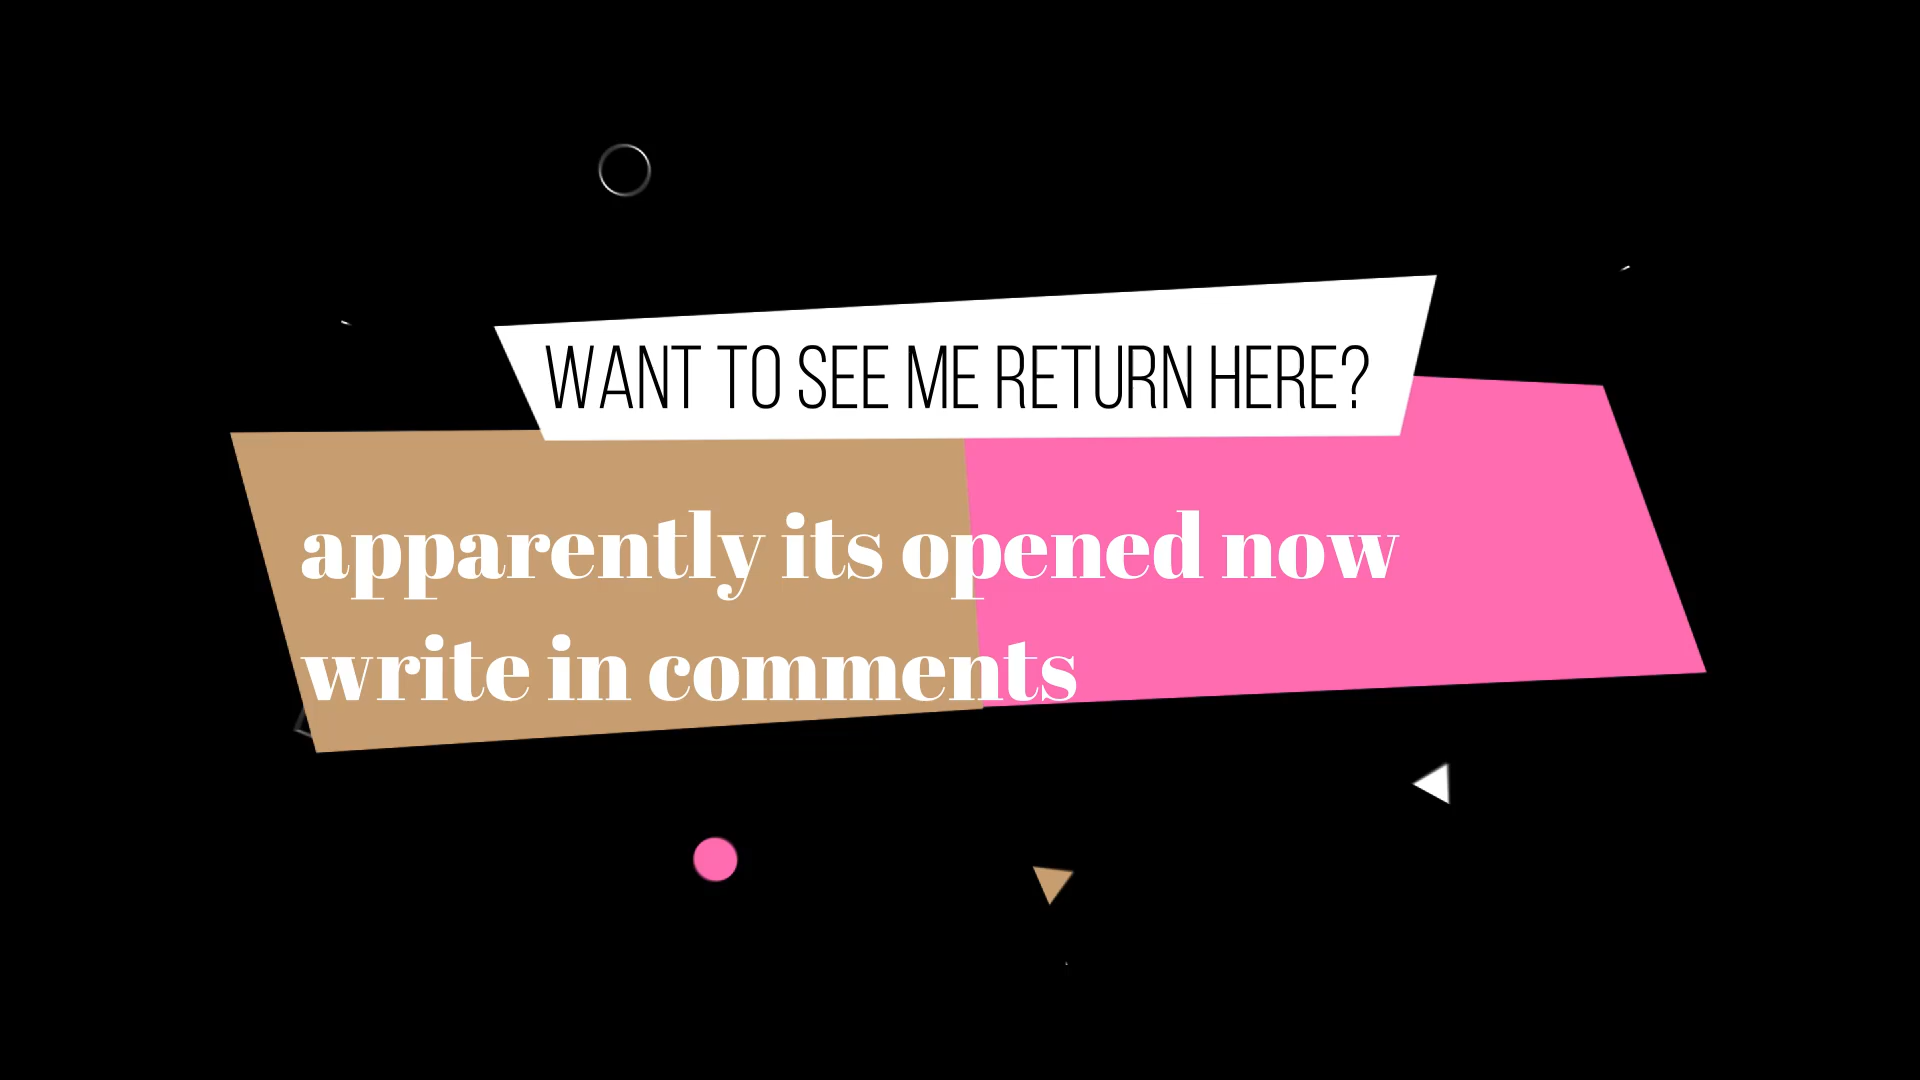 WANT TO SEE ME RETURN HERE?
apparently its opened now
write in comments